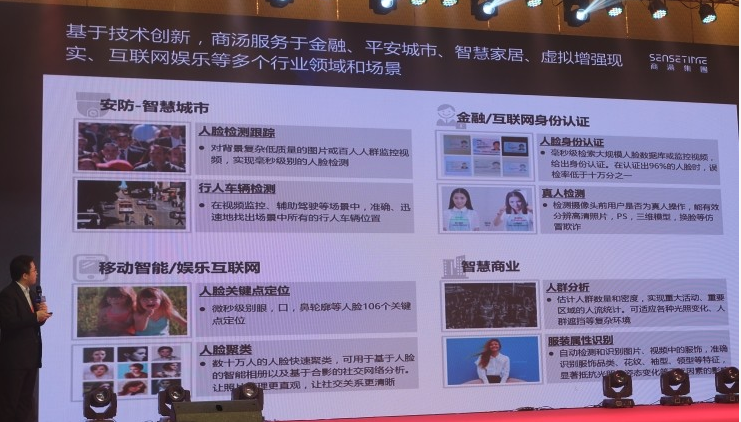 基于技术创新，商汤服务于金融、平安城市、智慧家居、虚拟增强现
实、互联网娱乐等多个行业领域和场景
SENSETIME
商汤集团
安防-智慧城市
人脸检测跟踪
对背景复杂低质量的图片或百人人群监控视
频，实现毫秒级别的人脸检测
行人车辆检测
在视频监控、辅助驾驶等场景中，准确、迅
速地找出场景中所有的行人车辆位置
金融/互联网身份认证
人脸身份认证
毫秒级检索大规模人脸数据库或监控视频，
给出身份认证。在认证出96%的人脸时，误
检率低于十万分之一
真人检测
检测摄像头前用户是否为真人操作，能有效
分辨高清照片，PS，三维模型，换脸等仿
冒欺诈
移动智能/娱乐互联网
人脸关键点定位
微秒级别眼，口，鼻轮廓等人脸106个关键
点定位
人脸聚类
数十万人的人脸快速聚类，可用于基于人脸
的智能相册以及基于合影的社交网络分析。
让照片管理更直观，让社交关系更清晰
智慧商业
人群分析
估计人群数量和密度，实现重大活动、重要
区域的人流统计。可适应各种光照变化、人
群遮挡等复杂环境
服装属性识别
自动检测和识别图片、视频中的服饰，准确
识别服饰品类、花纹、袖型、领型等特征，
显著抵抗光照 姿态变化等 因素的影